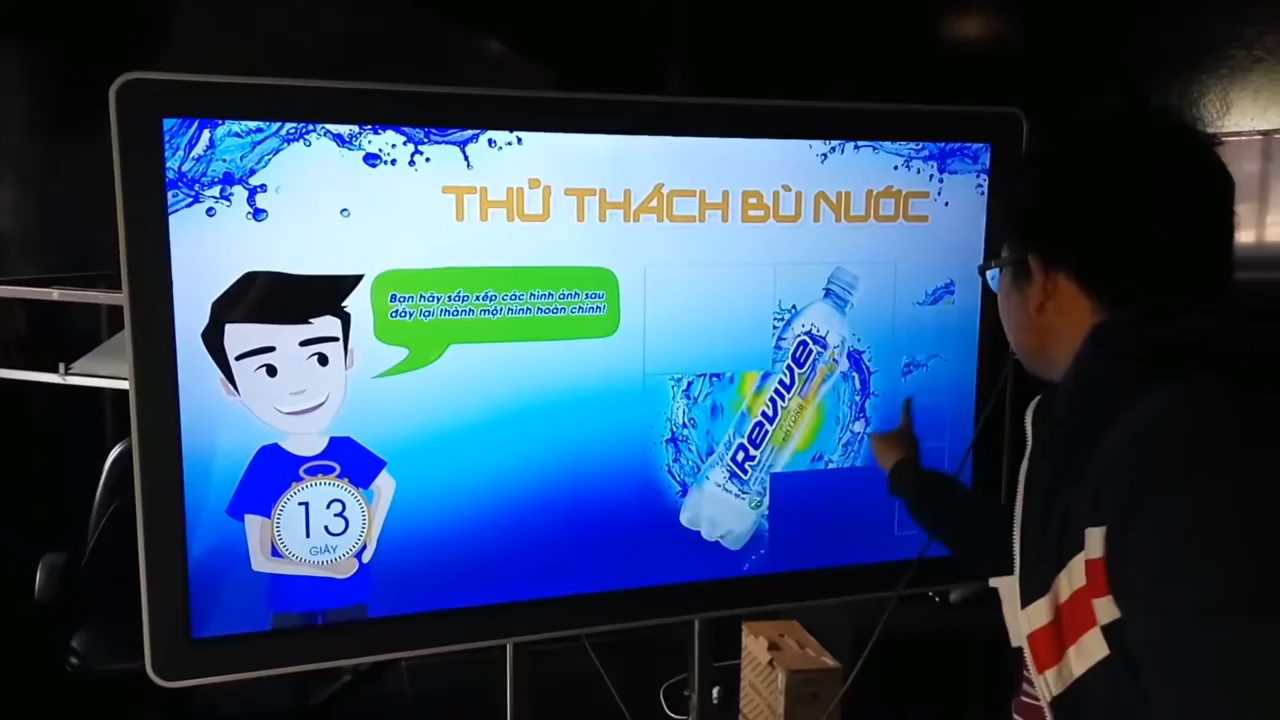 THỬ THÁCH BÙ NƯỚC
Bạn hãy sắp xếp các hình ảnh sau
đây lại thành một hình hoàn chỉnh!
Revive
HYDRO
13
GIÂY